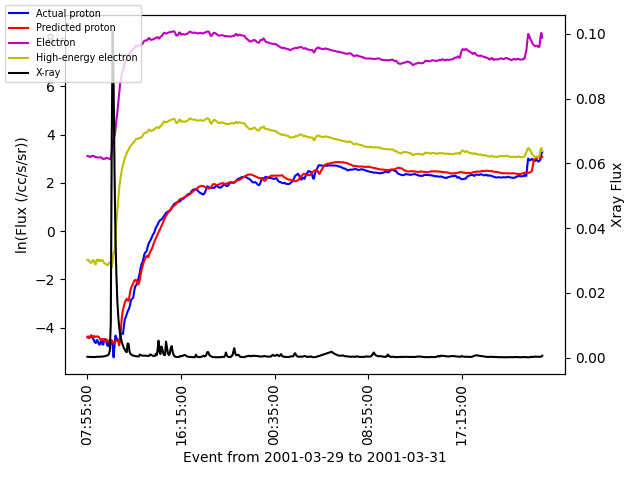 Actual proton
Predicted proton
Electron
High-energy electron
X-ray
8
6
4
2
0
−2
−4
ln(Flux (/cc/s/sr))
0.10
0.08
0.06
0.04
0.02
0.00
Xray Flux
07:55:00
16:15:00
00:35:00
08:55:00
17:15:00
Event from 2001-03-29 to 2001-03-31